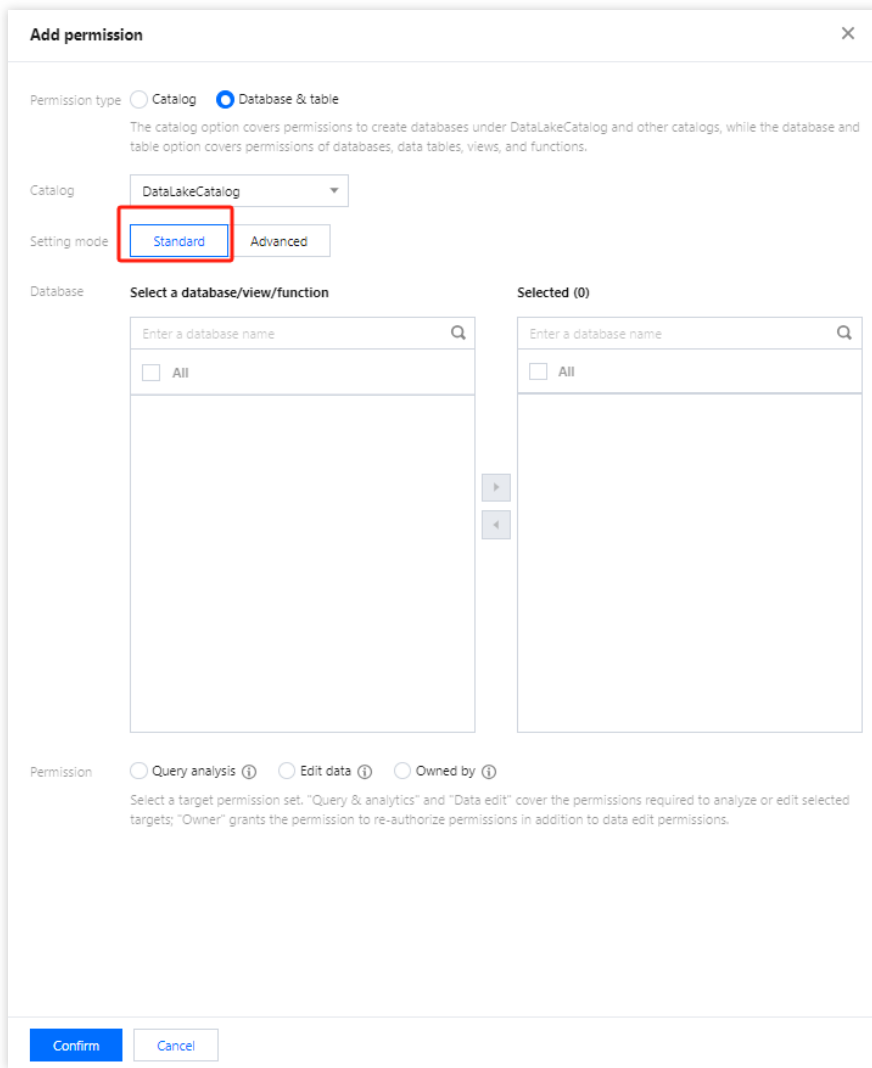 Add permission
Permission type Catalog Database & table
The catalog option covers permissions to create databases under DataLakeCatalog and other catalogs, while the database and
table option covers permissions of databases, data tables, views, and functions.
Catalog DataLakeCatalog
Setting mode Standard Advanced
Database Select a database/view/function Selected (0)
Enter a database name Enter a database name
All All
Permission Query analysis Edit data Owned by
Select a target permission set. "Query & analytics" and "Data edit" cover the permissions required to analyze or edit selected
targets; "Owner" grants the permission to re-authorize permissions in addition to data edit permissions.
Confirm Cancel